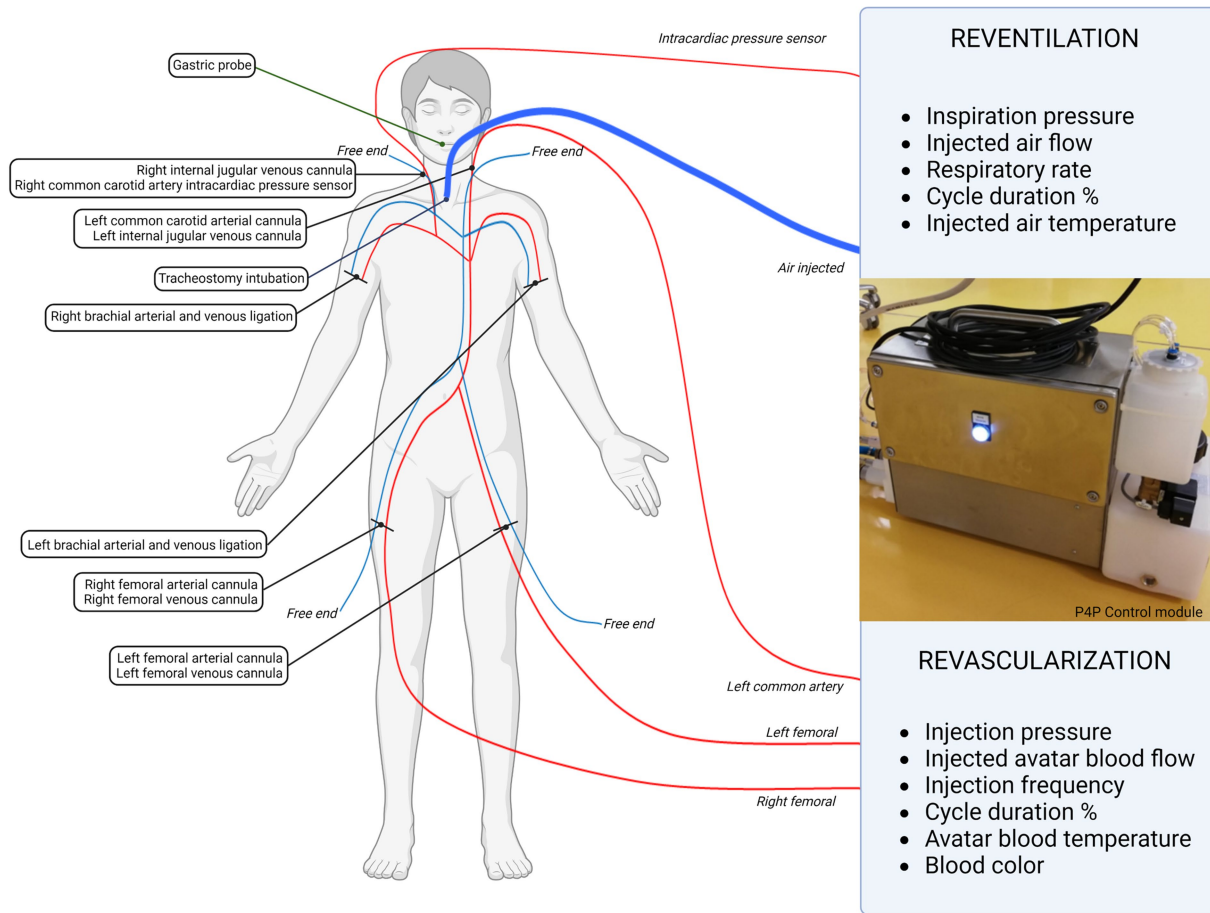 Intracardiac pressure sensor
Gastric probe
Free end
Free end
Right internal jugular venous cannula
Right common carotid artery intracardiac pressure sensor
Left common carotid arterial cannula
Left internal jugular venous cannula
Tracheostomy intubation
Air injected
Right brachial arterial and venous ligation
Left brachial arterial and venous ligation
Right femoral arterial cannula
Right femoral venous cannula
Free end
Free end
Left femoral arterial cannula
Left femoral venous cannula
Left common artery
Left femoral
Right femoral
REVENTILATION
• Inspiration pressure
• Injected air flow
• Respiratory rate
• Cycle duration %
• Injected air temperature
P4P Control module
REVASCULARIZATION
• Injection pressure
• Injected avatar blood flow
• Injection frequency
• Cycle duration %
• Avatar blood temperature
• Blood color